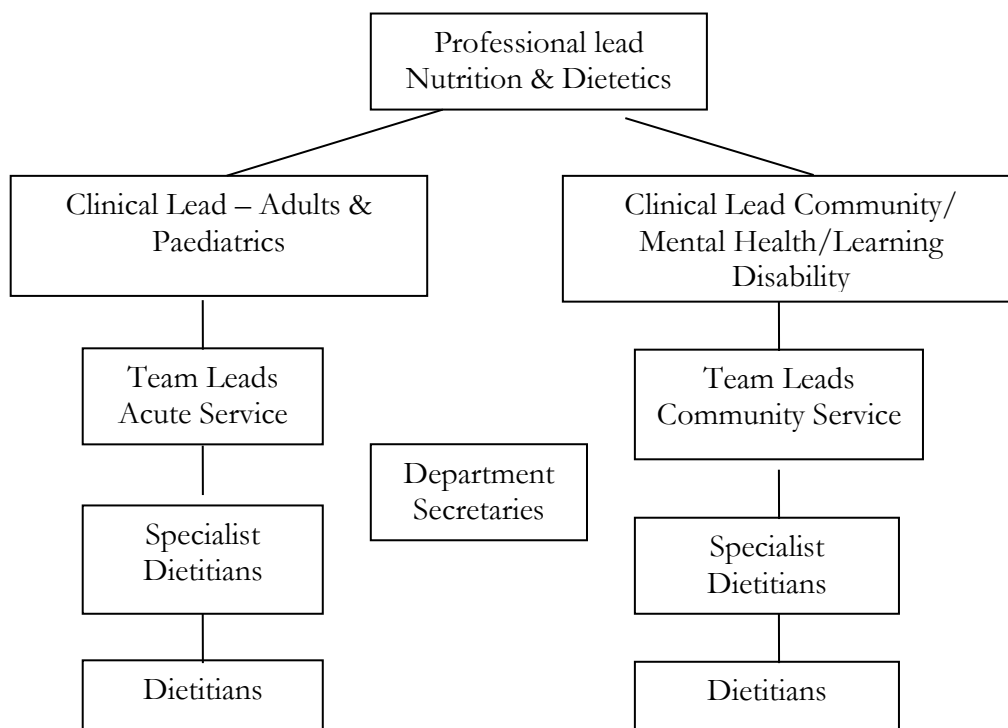 Professional lead
Nutrition & Dietetics
Clinical Lead – Adults &
Paediatrics
Clinical Lead Community/
Mental Health/Learning
Disability
Team Leads
Acute Service
Team Leads
Community Service
Department
Secretaries
Specialist
Dietitians
Specialist
Dietitians
Dietitians
Dietitians